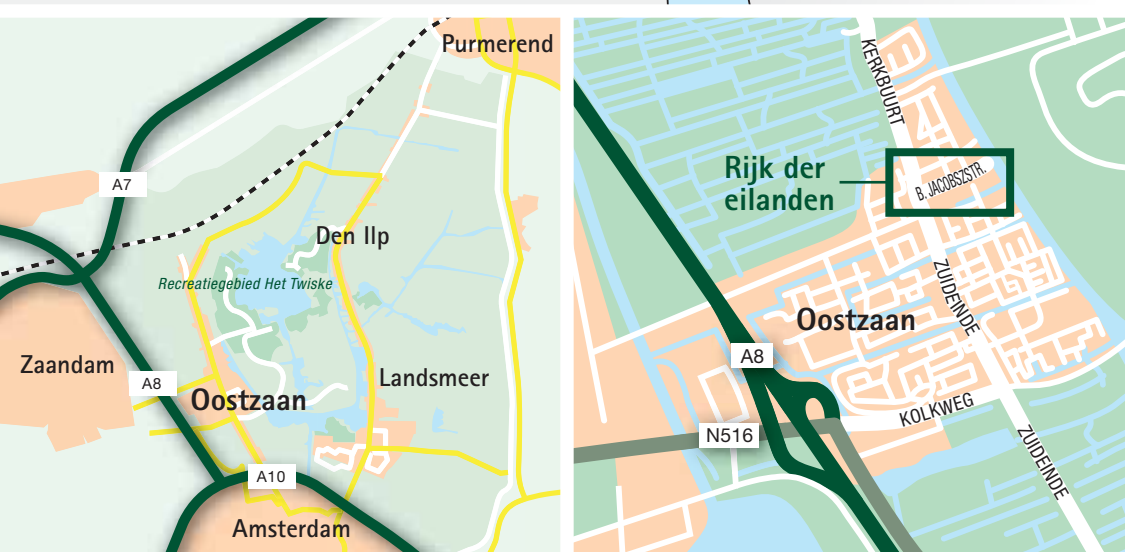 Purmerend
A7
Den Ilp
Recreatiegebied Het Twiske
Zaandam
A8
Landsmeer
Oostzaan
A10
Amsterdam
KERKBUURT
Rijk der
eilanden
B. JACOBSZSTR.
ZUIDEINDE
Oostzaan
A8
KOLKWEG
N516
ZUIDEINDE